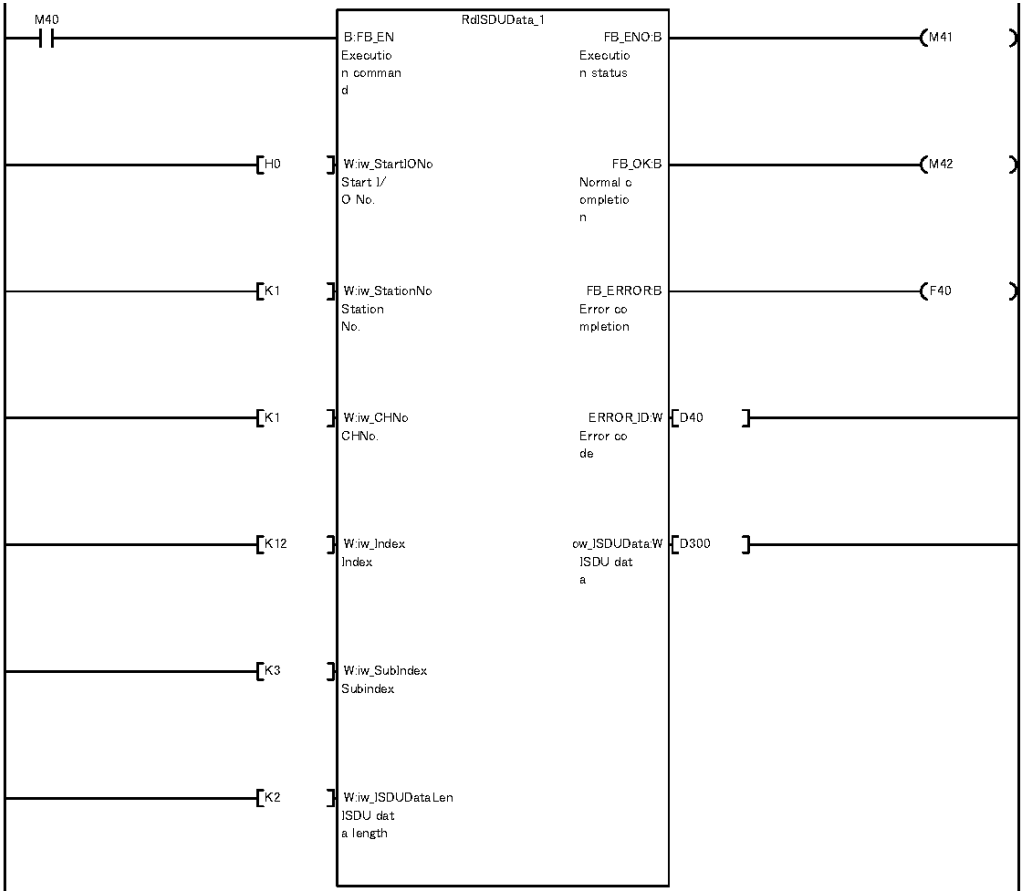 M40
RdISDUData_1
B:FB_EN
FB_ENO:B
M41
Executio
n comman
d
Executio
n status
H0
W:iw_StartIONo
FB_OK:B
M42
Start I/
O No.
Normal c
ompletio
n
K1
W:iw_StationNo
FB_ERROR:B
F40
Station
No.
Error co
mpletion
K1
W:iw_CHNo
ERROR_ID:W
D40
CHNo.
Error co
de
K12
W:iw_Index
ow_ISDUData:W
D300
Index
ISDU dat
a
K3
W:iw_SubIndex
Subindex
K2
W:iw_ISDUDataLen
ISDU dat
a length